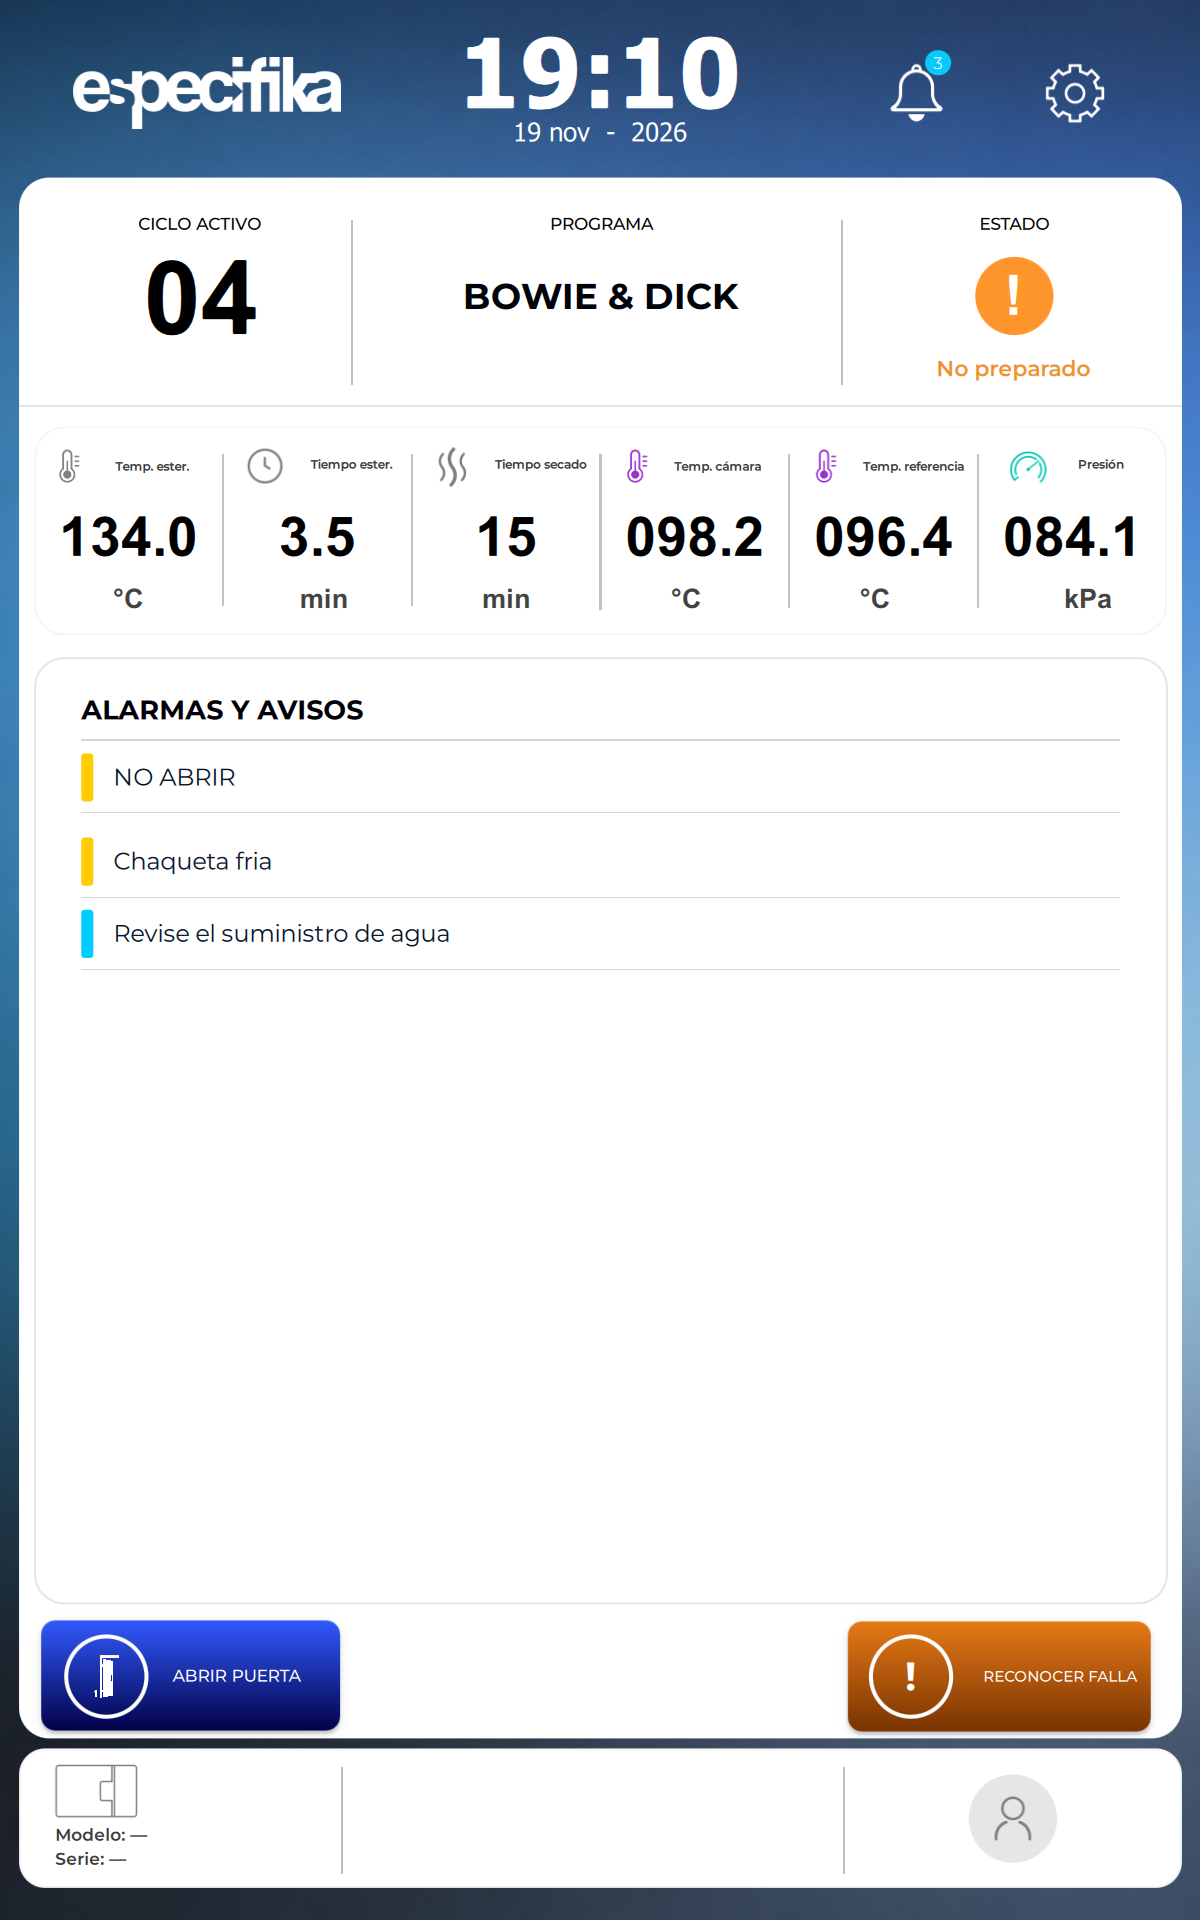 especifika
19:10
3
19 nov - 2026
CICLO ACTIVO
PROGRAMA
ESTADO
04
BOWIE & DICK
!
No preparado
Temp. ester.
Tiempo ester.
Tiempo secado
Temp. cámara
Temp. referencia
Presión
134.0
3.5
15
098.2
096.4
084.1
°C
min
min
°C
°C
kPa
ALARMAS Y AVISOS
NO ABRIR
Chaqueta fria
Revise el suministro de agua
ABRIR PUERTA
!
RECONOCER FALLA
Modelo: —
Serie: —